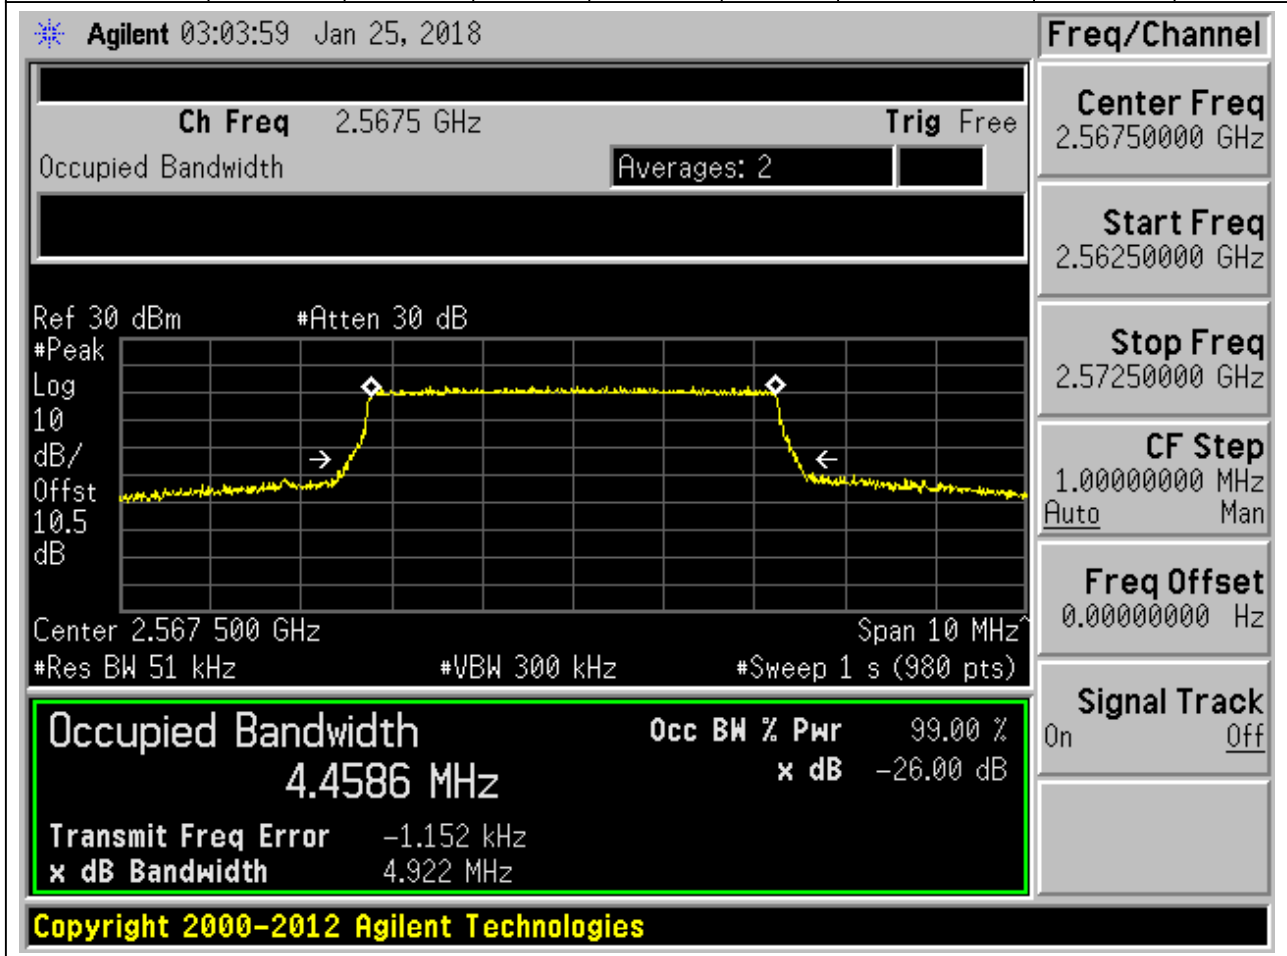 Agilent 03:03:59 Jan 25, 2018
Freq/Channel
Ch Freq 2.5675 GHz Trig Free
Occupied Bandwidth Averages: 2
Ref 30 dBm #Atten 30 dB
#Peak
Log
10
dB/
Offst
10.5
dB
Center 2.567 500 GHz Span 10 MHz^
#Res BW 51 kHz #VBW 300 kHz #Sweep 1 s (980 pts)
Occupied Bandwidth Occ BW % Pwr 99.00 %
4.4586 MHz x dB -26.00 dB
Transmit Freq Error -1.152 kHz
x dB Bandwidth 4.922 MHz
Copyright 2000-2012 Agilent Technologies
Center Freq
2.56750000 GHz
Start Freq
2.56250000 GHz
Stop Freq
2.57250000 GHz
CF Step
1.00000000 MHz
Auto Man
Freq Offset
0.00000000 Hz
Signal Track
On Off